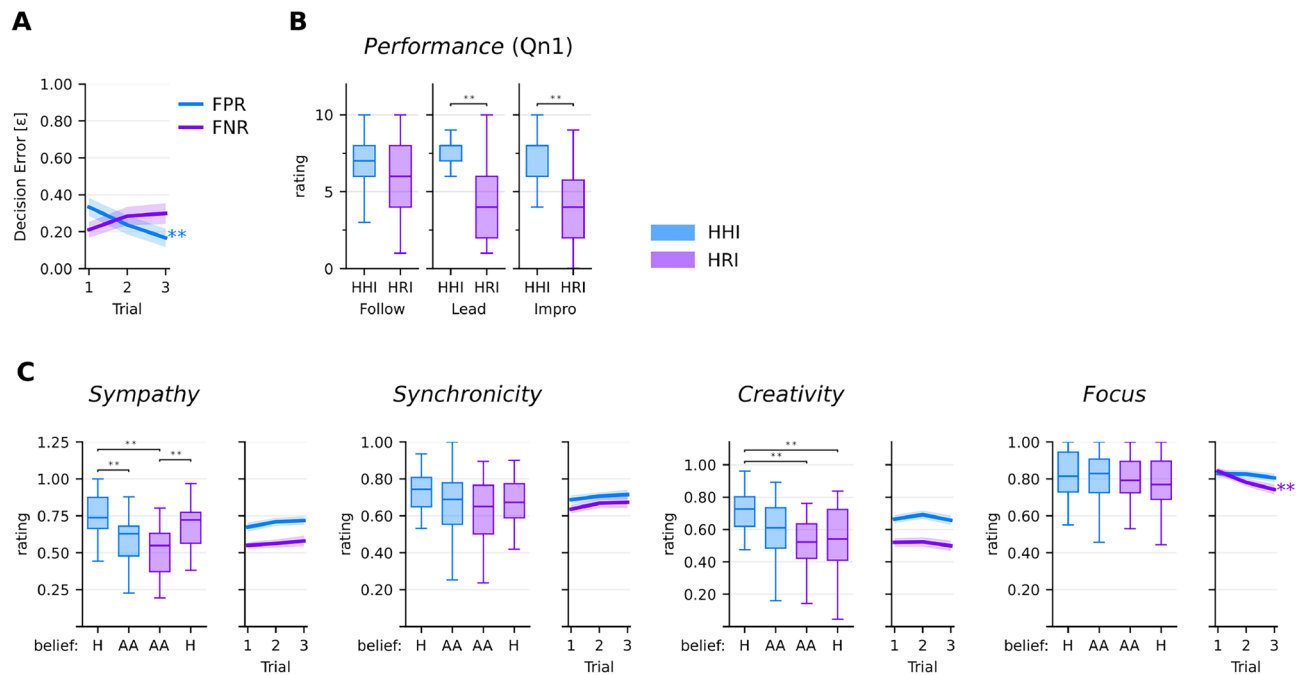 A
B
Performance (Qn1)
1.00
0.80
0.60
0.40
0.20
0.00
Decision Error [ε]
1 2 3
Trial
FPR
FNR
**
10
5
0
rating
** **
HHI HRI HHI HRI HHI HRI
Follow Lead Impro
HHI
HRI
C
Sympathy Synchronicity Creativity Focus
rating
1.25
1.00
0.75
0.50
0.25
**
** **
belief: H AA AA H
1 2 3
Trial
rating
1.00
0.80
0.60
0.40
0.20
belief: H AA AA H
1 2 3
Trial
rating
1.00
0.80
0.60
0.40
0.20
**
**
belief: H AA AA H
1 2 3
Trial
rating
1.00
0.80
0.60
0.40
0.20
belief: H AA AA H
**
1 2 3
Trial